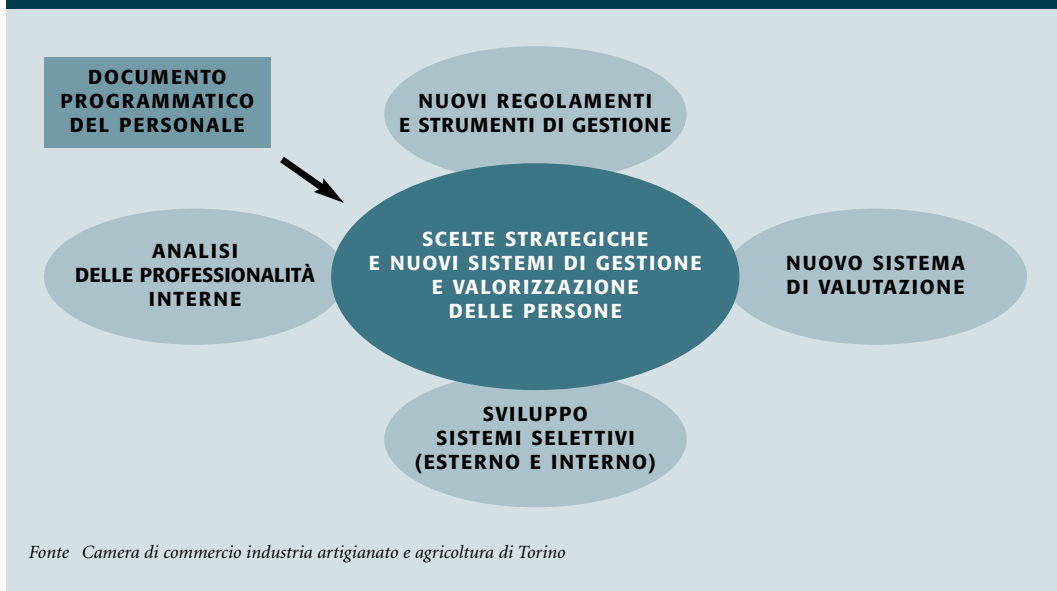 DOCUMENTO
PROGRAMMATICO
DEL PERSONALE
NUOVI REGOLAMENTI
E STRUMENTI DI GESTIONE
ANALISI
DELLE PROFESSIONALITÀ
INTERNE
SCELTE STRATEGICHE
E NUOVI SISTEMI DI GESTIONE
E VALORIZZAZIONE
DELLE PERSONE
NUOVO SISTEMA
DI VALUTAZIONE
SVILUPPO
SISTEMI SELETTIVI
(ESTERNO E INTERNO)
Fonte Camera di commercio industria artigianato e agricoltura di Torino